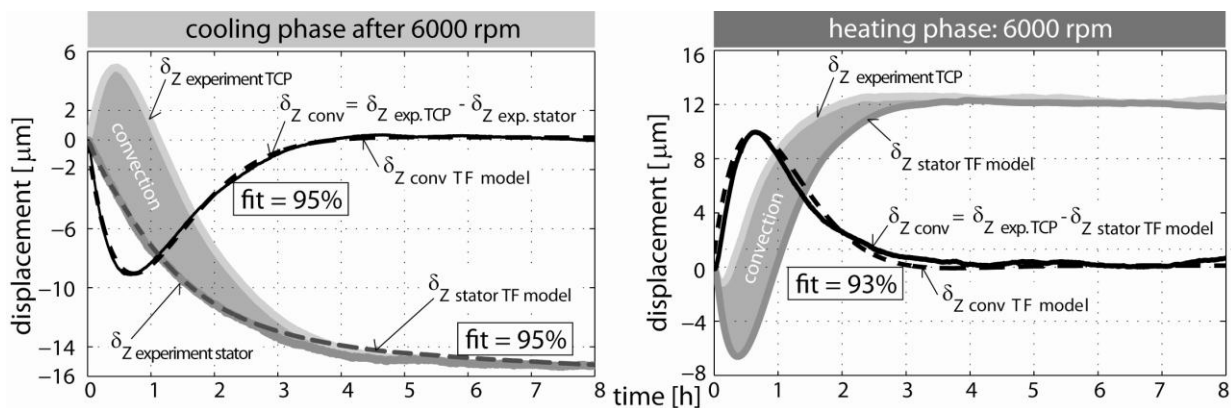 cooling phase after 6000 rpm
displacement [μm]
6
2
0
−2
−6
−10
−14
−16
0 1 2 3 4 5 6 7 8
δZ experiment TCP
δZ conv = δZ exp. TCP - δZ exp. stator
convection
δZ conv TF model
fit = 95%
δZ stator TF model
δZ experiment stator
fit = 95%
time [h]
heating phase: 6000 rpm
displacement [μm]
16
12
8
4
0
−4
−8
0 1 2 3 4 5 6 7 8
δZ experiment TCP
δZ stator TF model
convection
δZ conv = δZ exp. TCP - δZ stator TF model
fit = 93%
δZ conv TF model